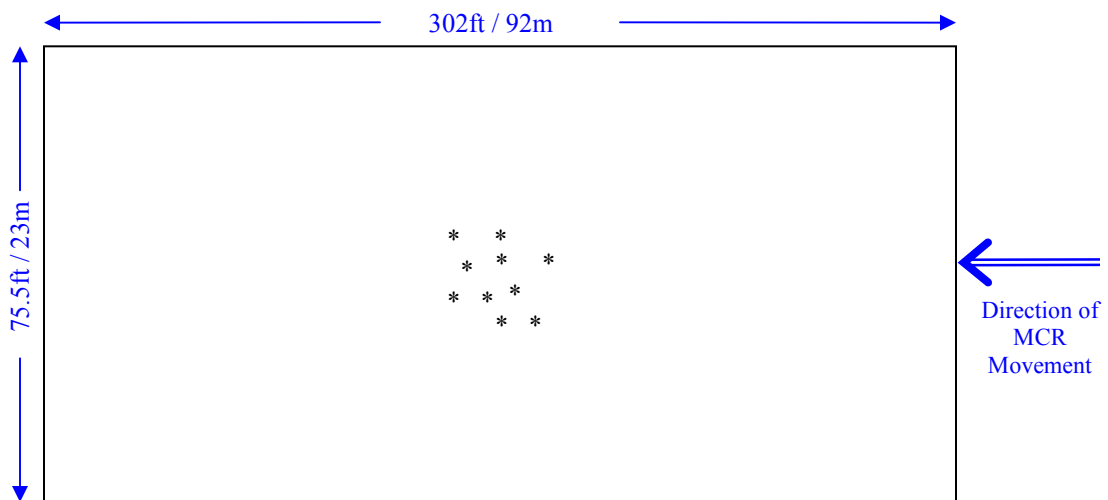 302ft / 92m
75.5ft / 23m
* *
* * *
* * *
* *
Direction of
MCR
Movement